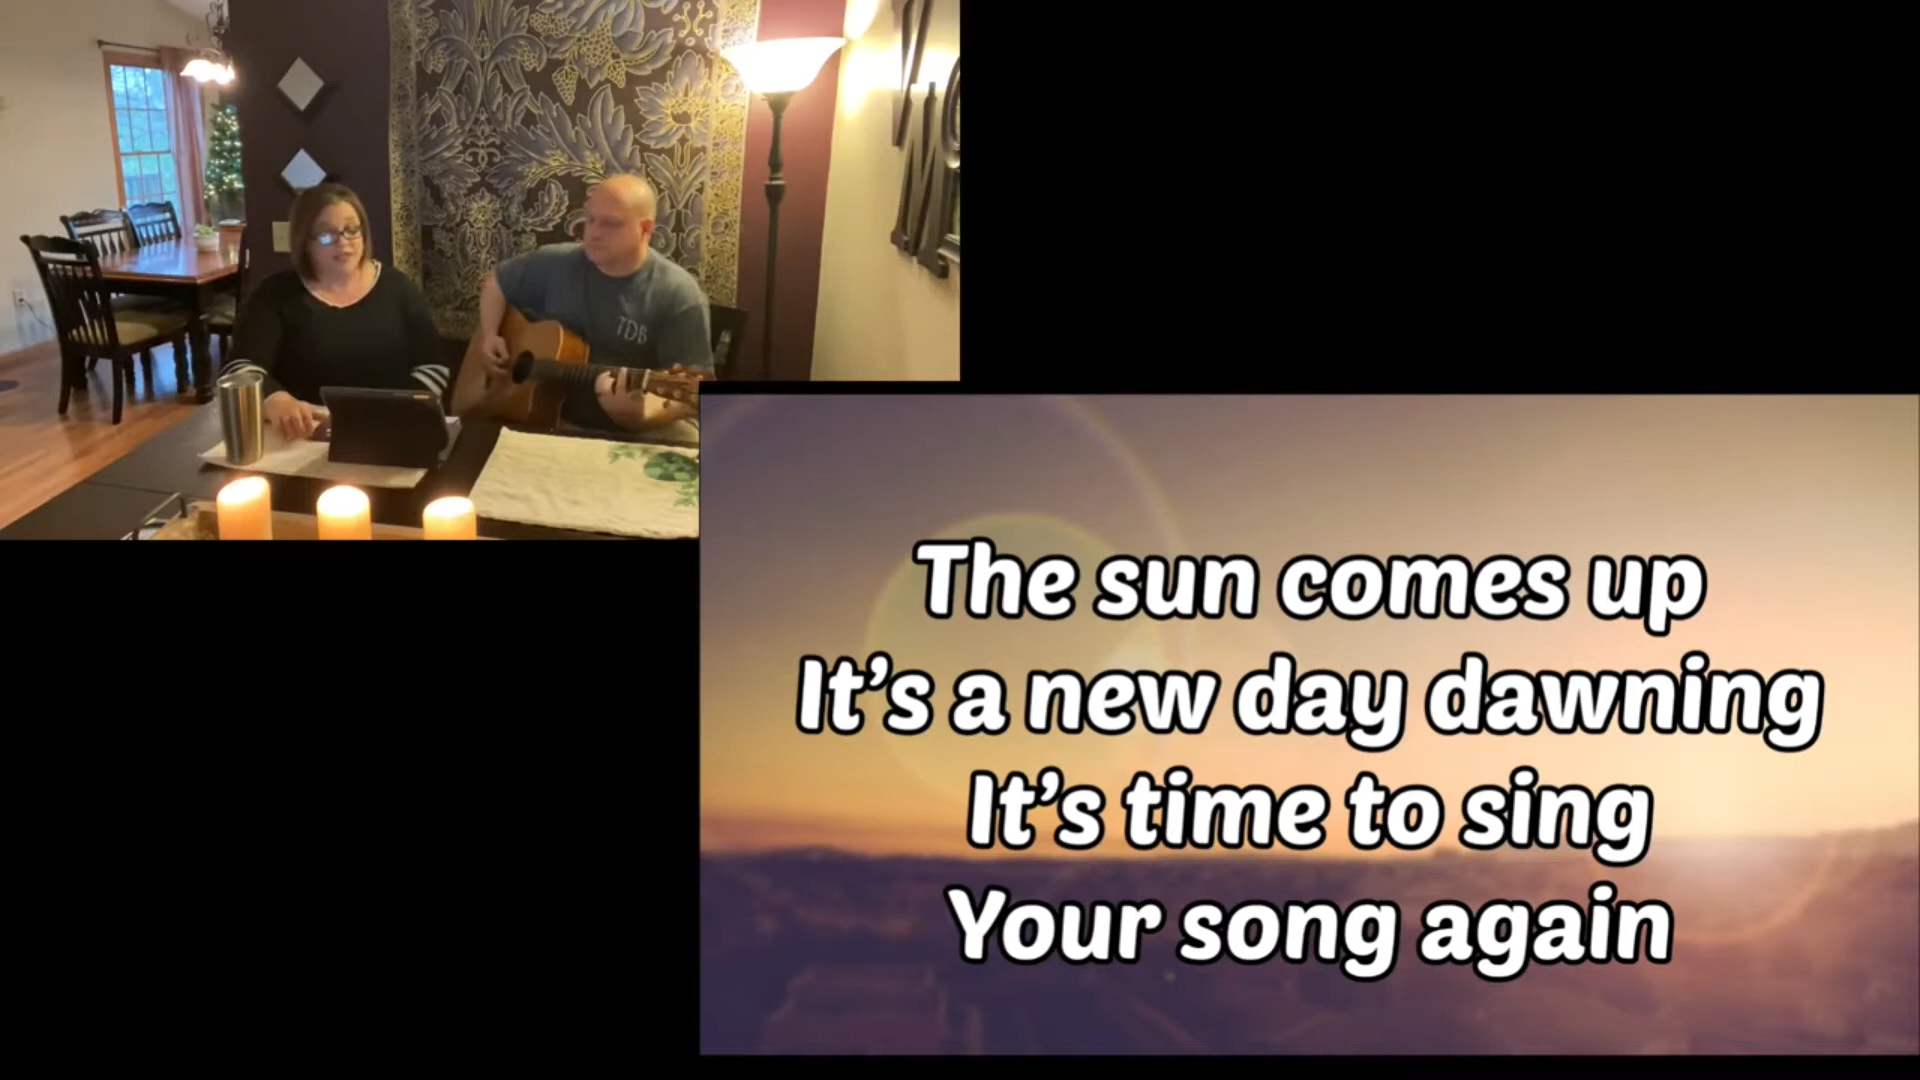 TDB
The sun comes up
It’s a new day dawning
It’s time to sing
Your song again